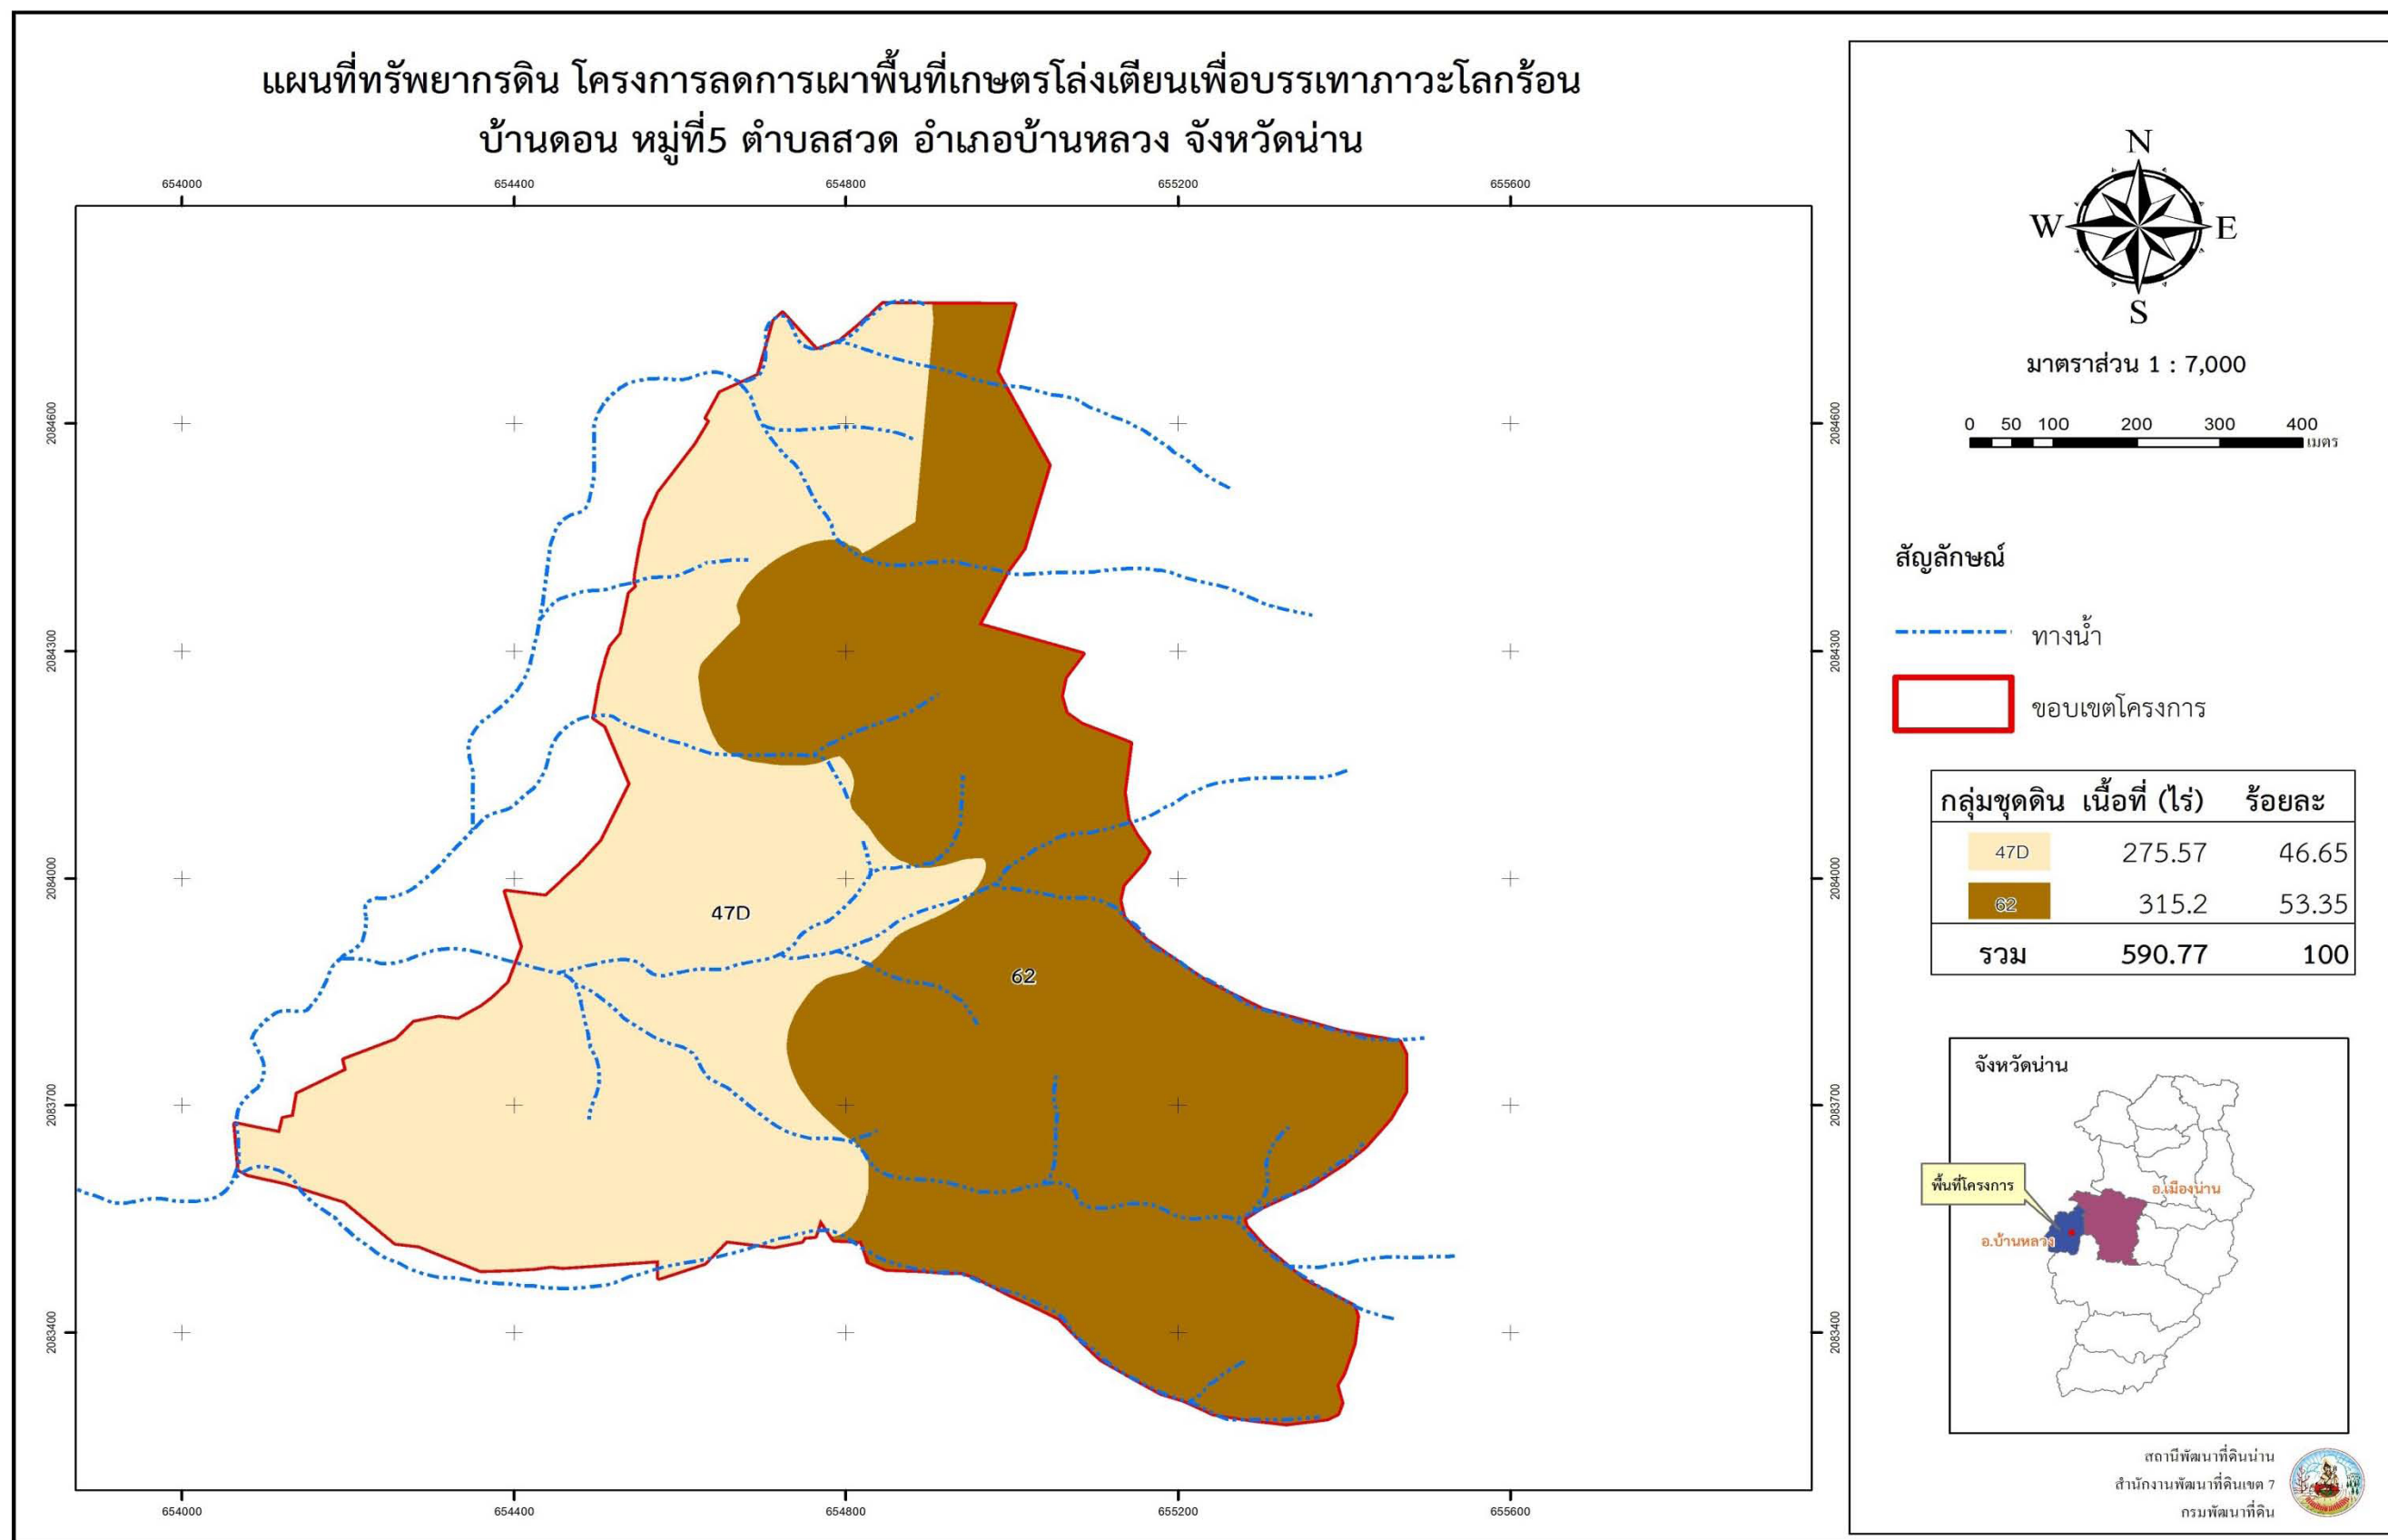 แผนที่ทรัพยากรดิน โครงการลดการเผาพื้นที่เกษตรโล่งเตียนเพื่อบรรเทาภาวะโลกร้อน
บ้านดอน หมู่ที่5 ตำบลสวด อำเภอบ้านหลวง จังหวัดน่าน
654000 654400 654800 655200 655600
2084600 2084600
2084300 2084300
2084000 2084000
47D
62
2083700 2083700
2083400 2083400
654000 654400 654800 655200 655600
N
W E
S
มาตราส่วน 1 : 7,000
0 50 100 200 300 400
เมตร
สัญลักษณ์
ทางน้ำ
ขอบเขตโครงการ
กลุ่มชุดดิน เนื้อที่ (ไร่) ร้อยละ
47D 275.57 46.65
62 315.2 53.35
รวม 590.77 100
จังหวัดน่าน
พื้นที่โครงการ
อ.เมืองน่าน
อ.บ้านหลวง
สถานีพัฒนาที่ดินน่าน
สำนักงานพัฒนาที่ดินเขต 7
กรมพัฒนาที่ดิน